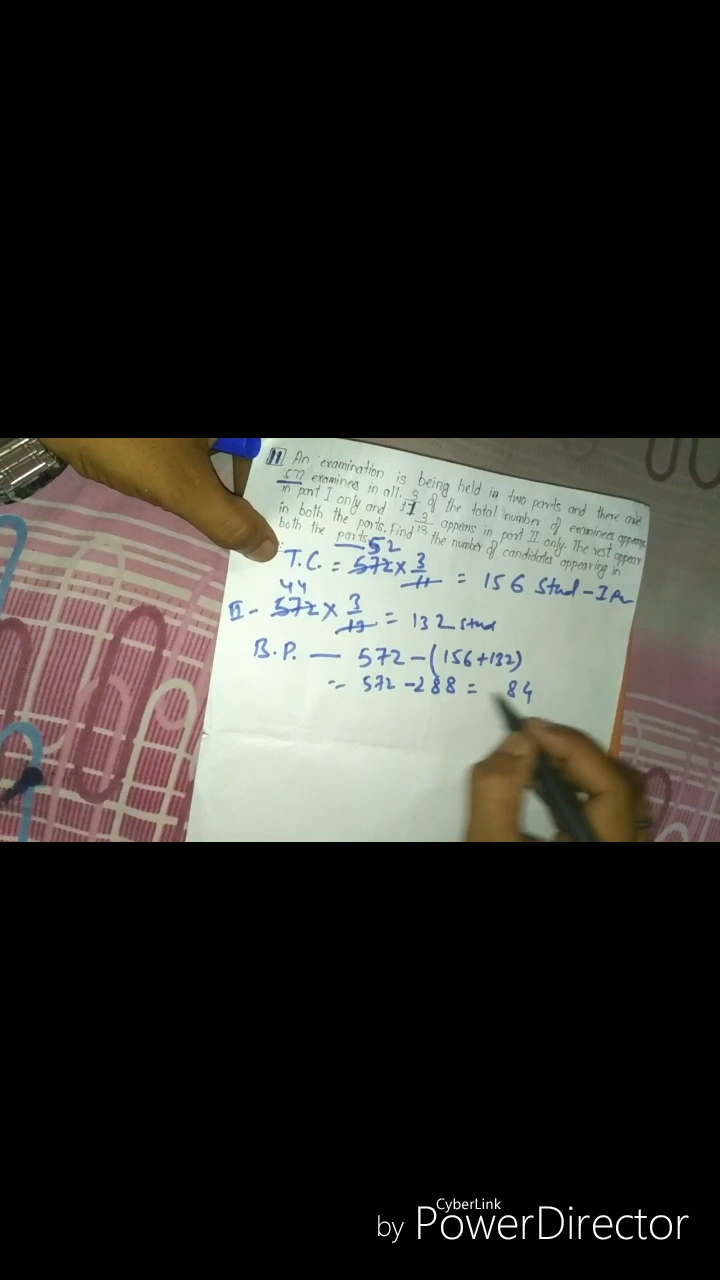 11 An examination is being held in two parts and there are
572 examinees in all. 3/11 of the total number of examinees appears
in part I only and 3/13 appears in part II only. The rest appear
in both the parts. Find the number of candidates appearing in
both the parts.
52
T.C. = 572 × 3/11 = 156 Stud - I
44
II - 572 × 3/13 = 132 stud
B.P. — 572 - (156+132)
= 572 - 288 = 84
CyberLink
by PowerDirector